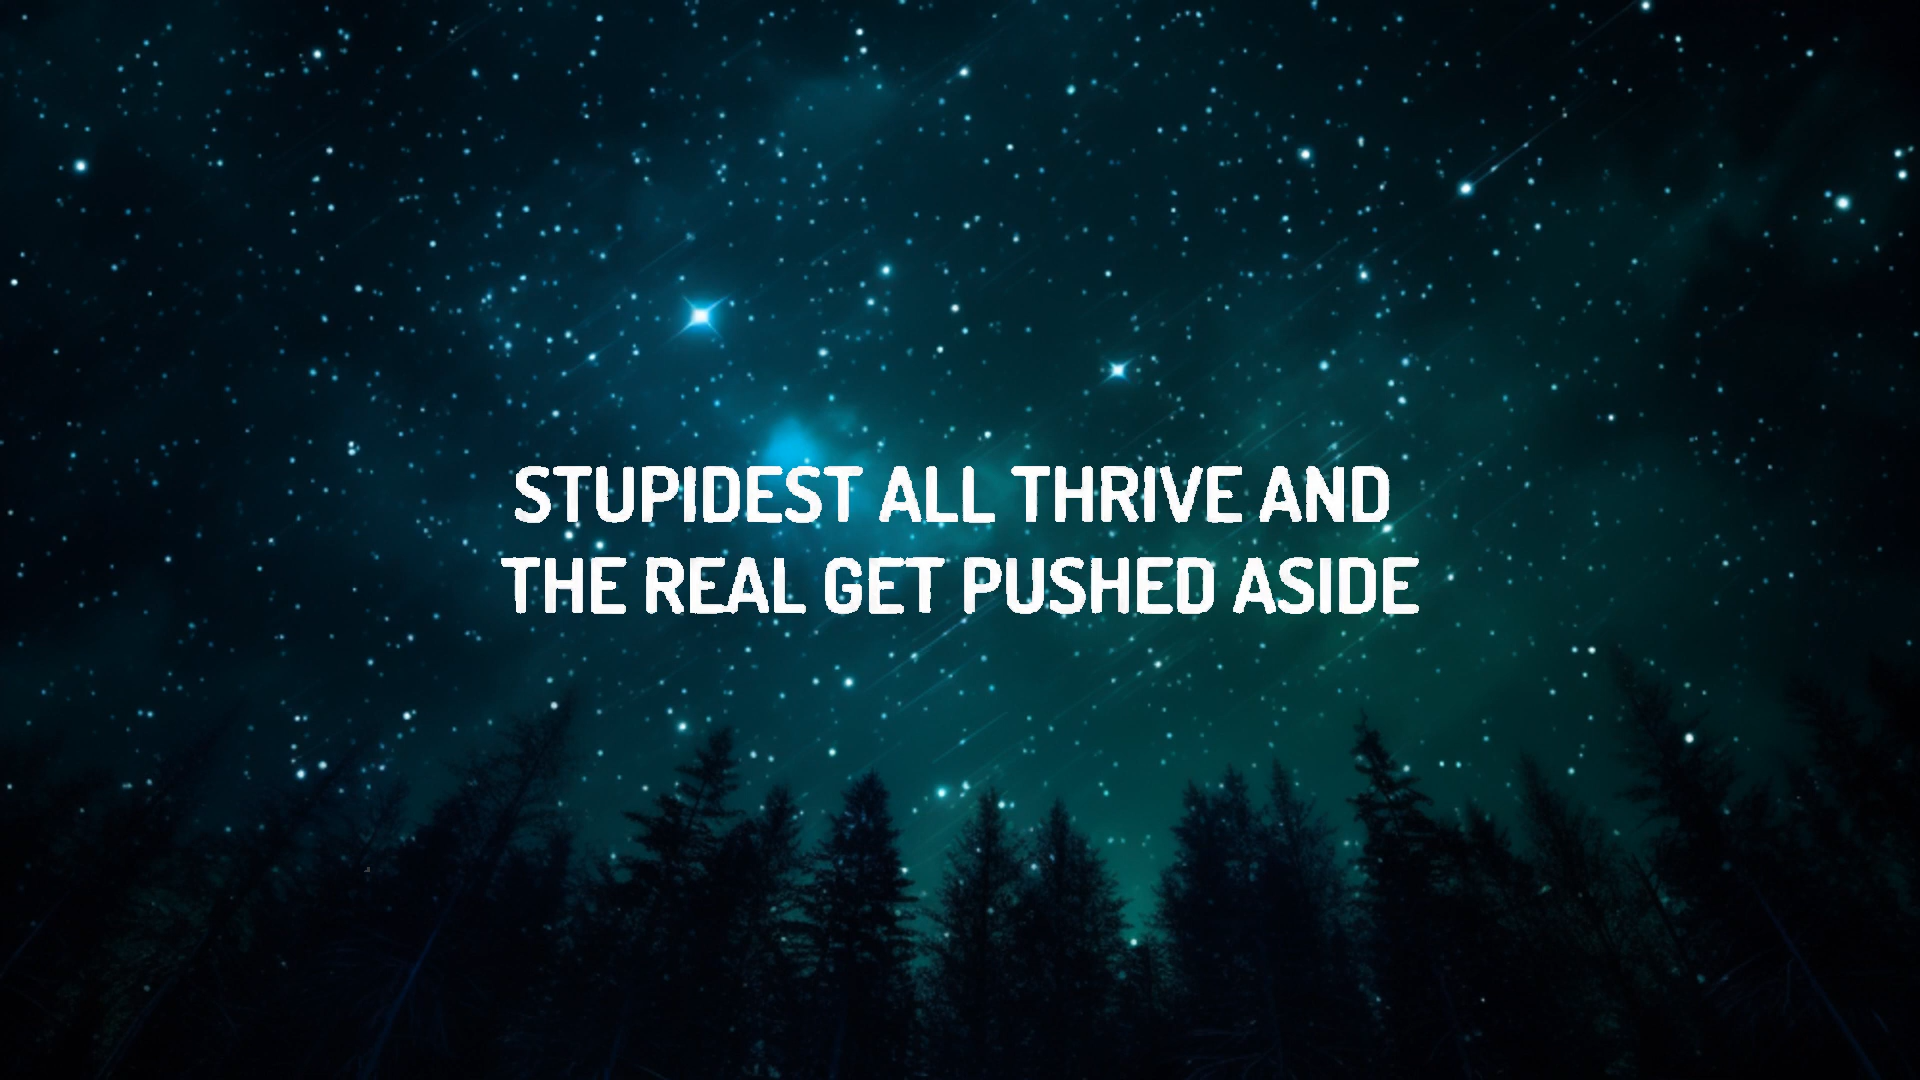 STUPIDEST ALL THRIVE AND
THE REAL GET PUSHED ASIDE